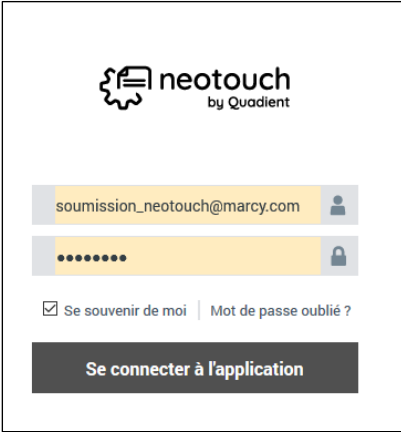 neotouch
by Quadient
soumission_neotouch@marcy.com
••••••••
Se souvenir de moi | Mot de passe oublié ?
Se connecter à l'application